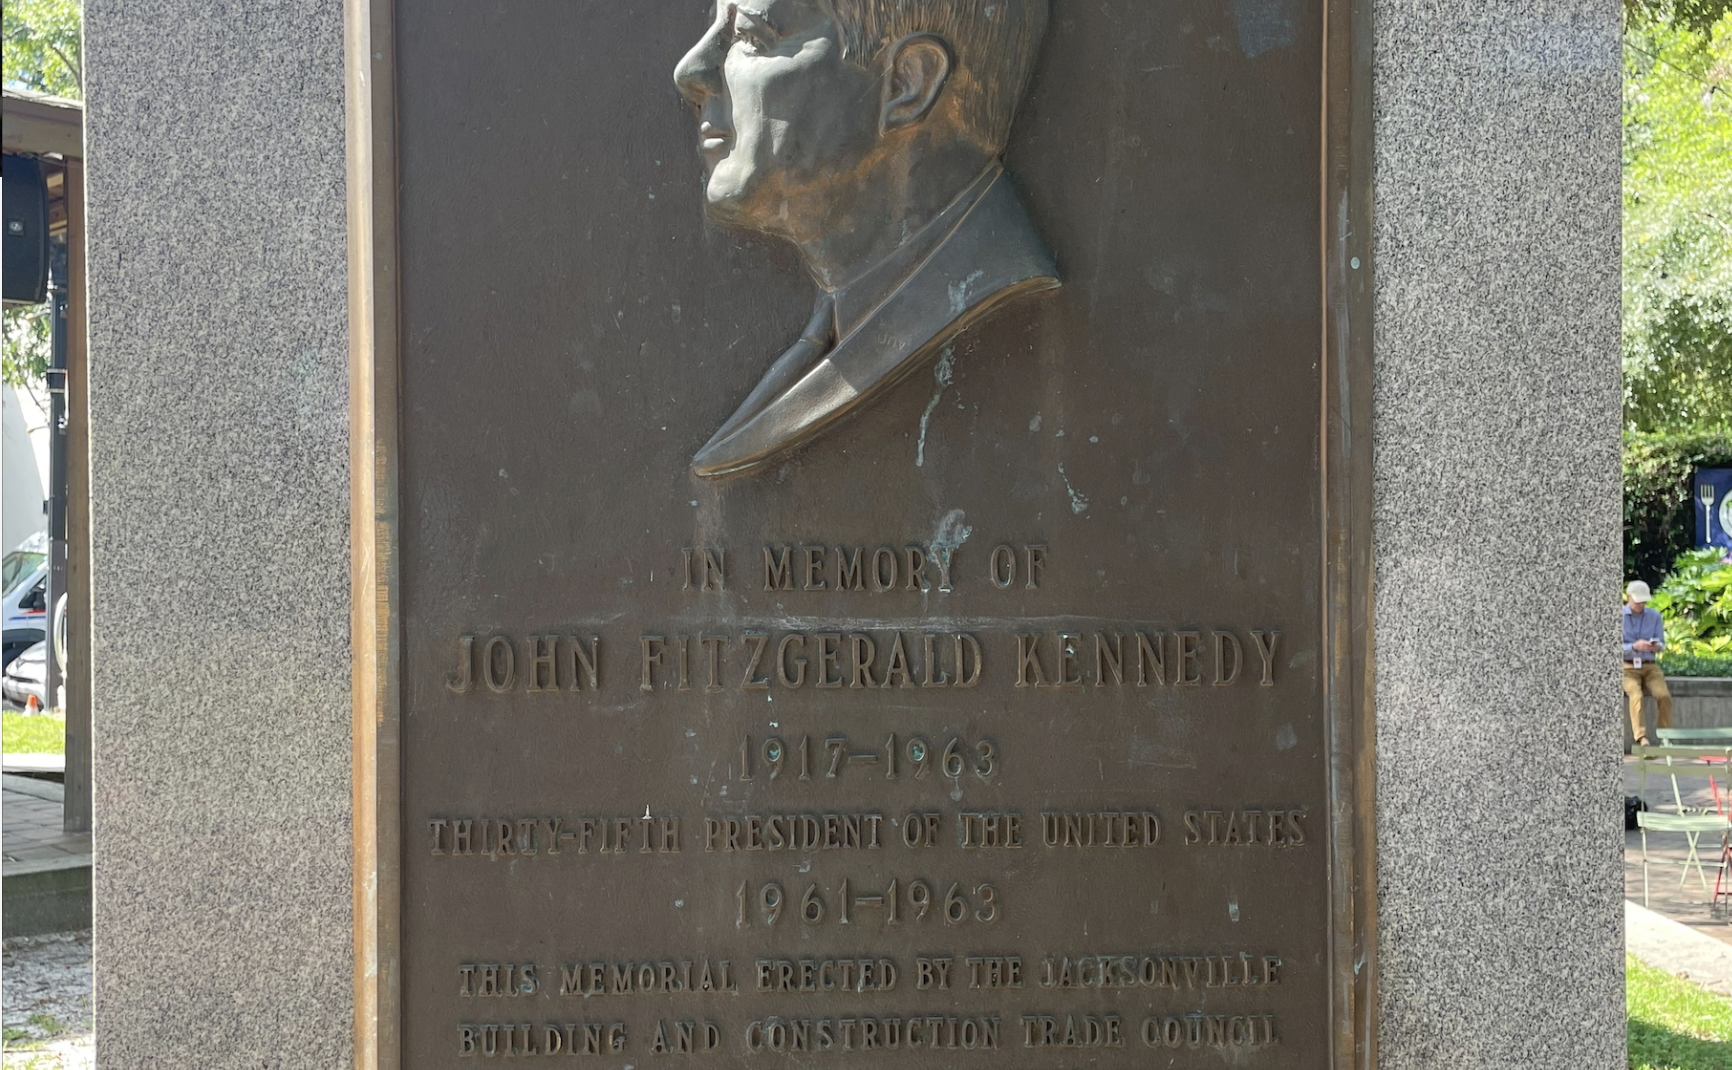 IN MEMORY OF
JOHN FITZGERALD KENNEDY
1917–1963
THIRTY-FIFTH PRESIDENT OF THE UNITED STATES
1961–1963
THIS MEMORIAL ERECTED BY THE JACKSONVILLE
BUILDING AND CONSTRUCTION TRADE COUNCIL